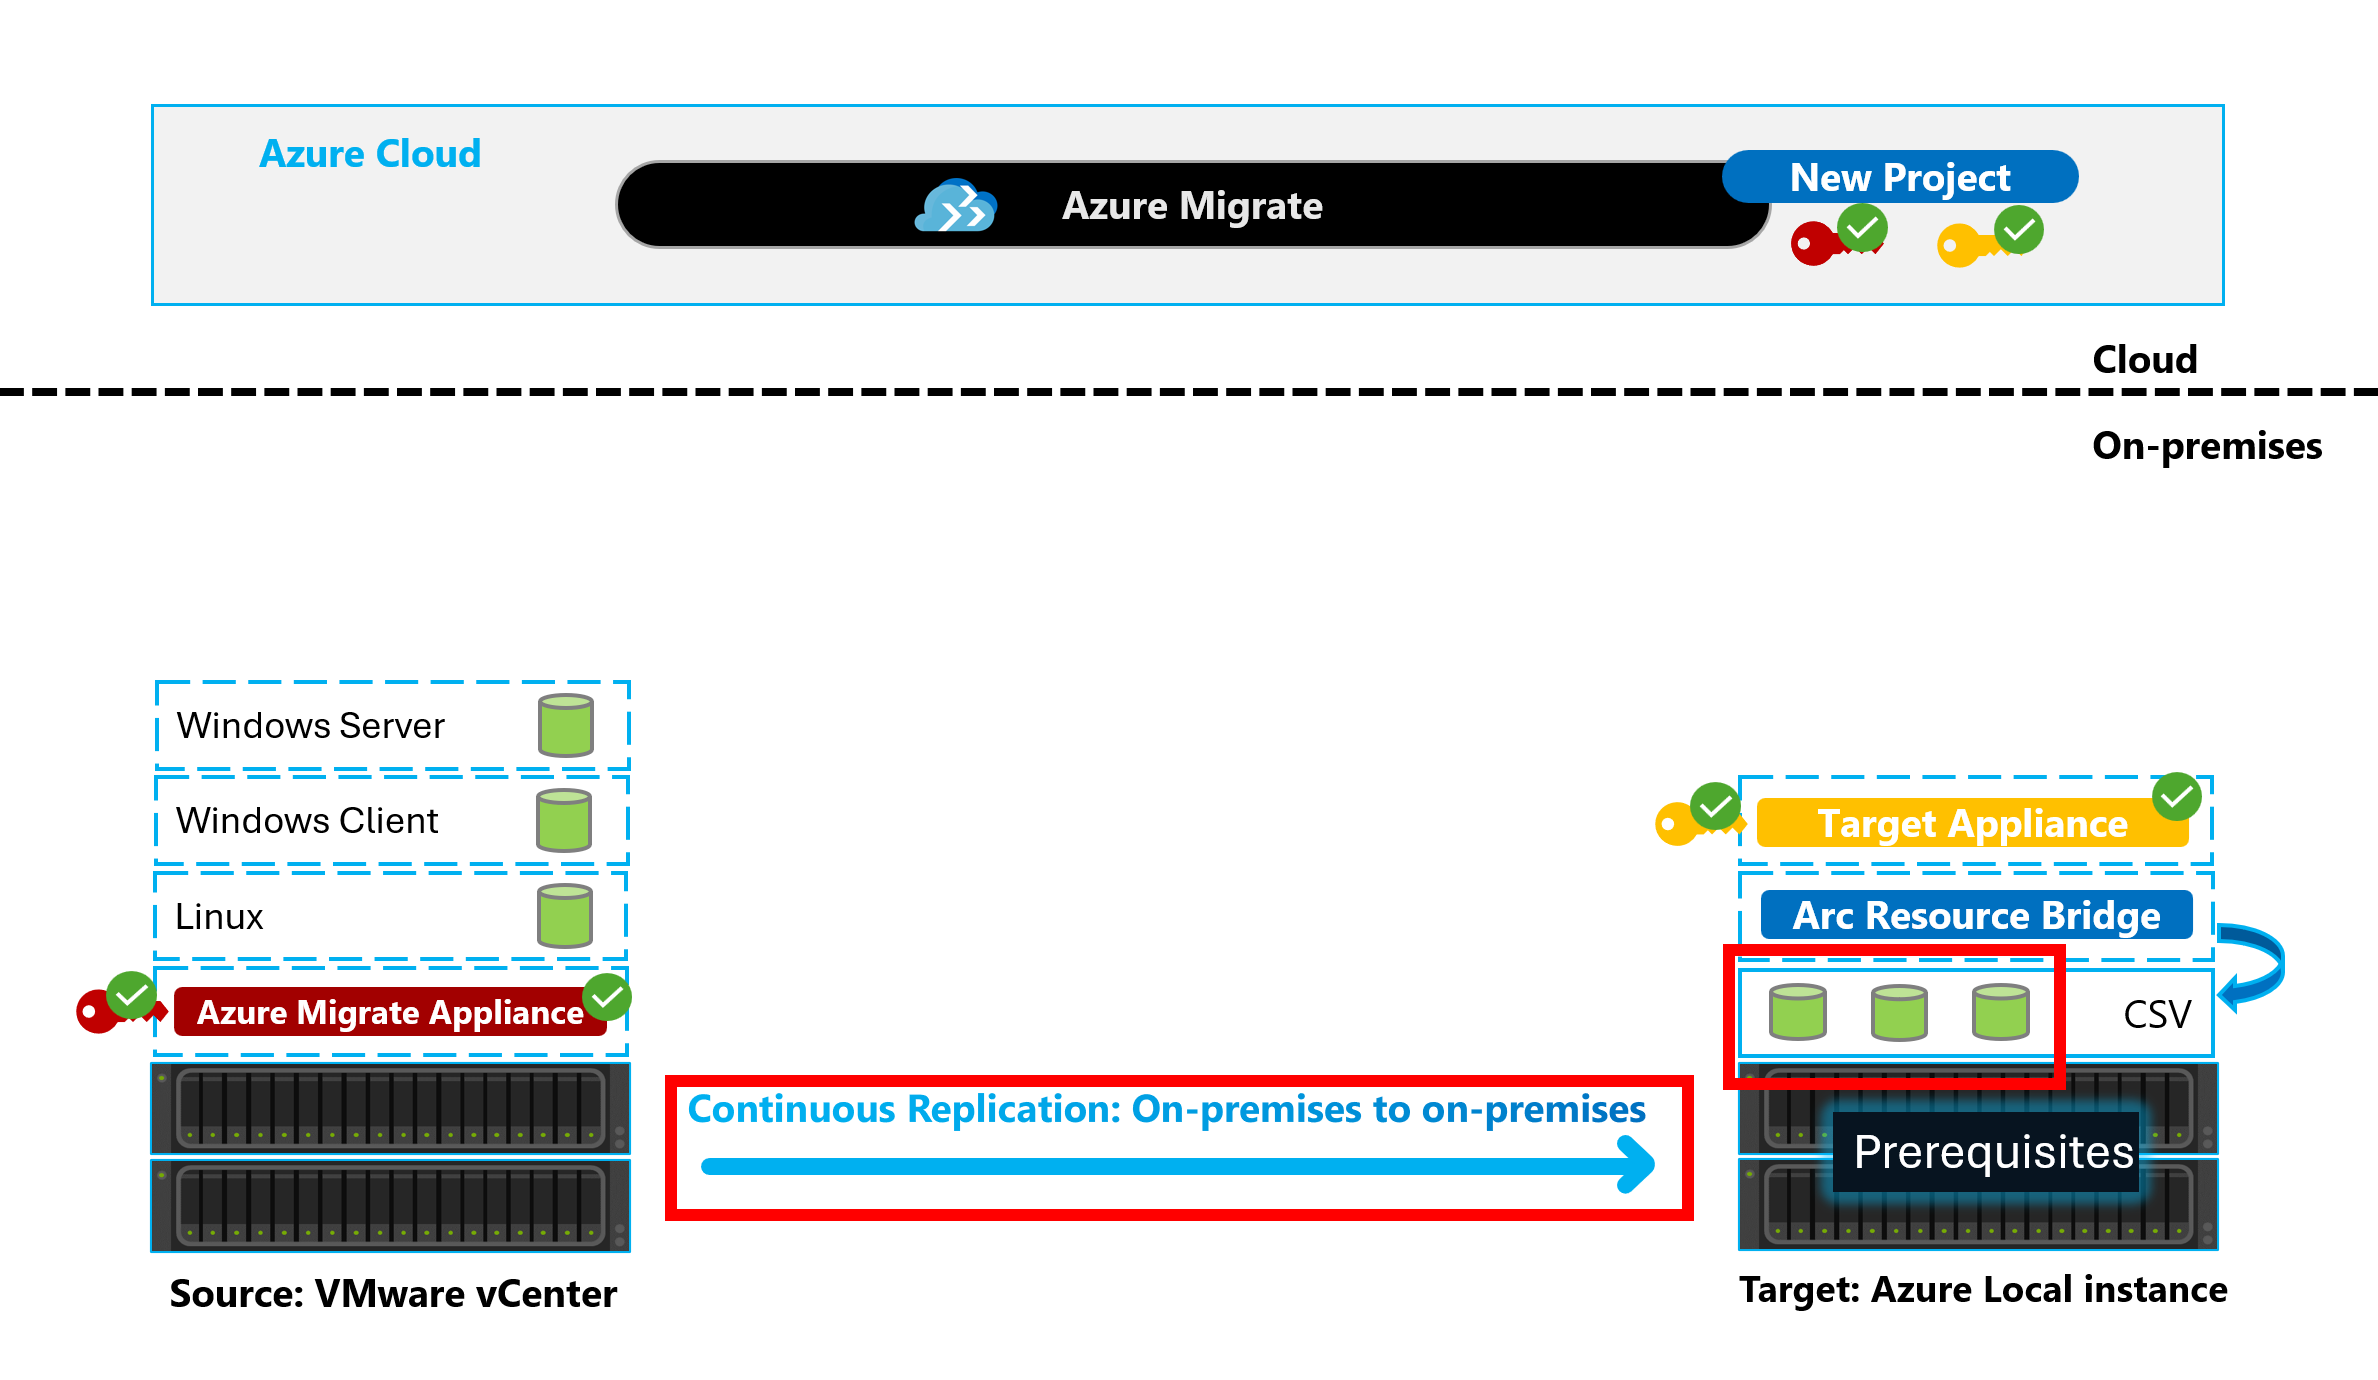 Azure Cloud
Azure Migrate
New Project
Cloud
On-premises
Windows Server
Windows Client
Linux
Azure Migrate Appliance
Source: VMware vCenter
Continuous Replication: On-premises to on-premises
Target Appliance
Arc Resource Bridge
CSV
Prerequisites
Target: Azure Local instance